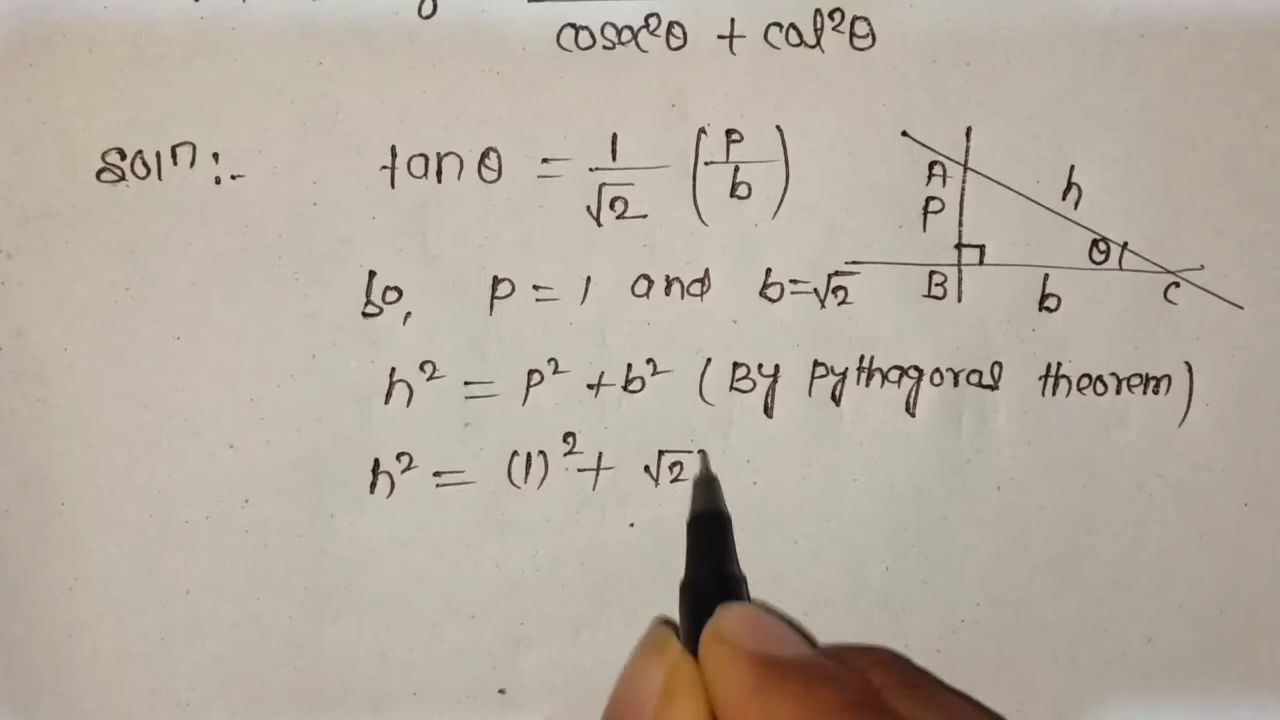 cosec²θ + cot²θ
Soln:- tanθ = 1/√2 (p/b)
So, p = 1 and b=√2
h² = p² + b² (By pythagoras theorem)
h² = (1)² + √2
A
P
h
θ
B
b
C